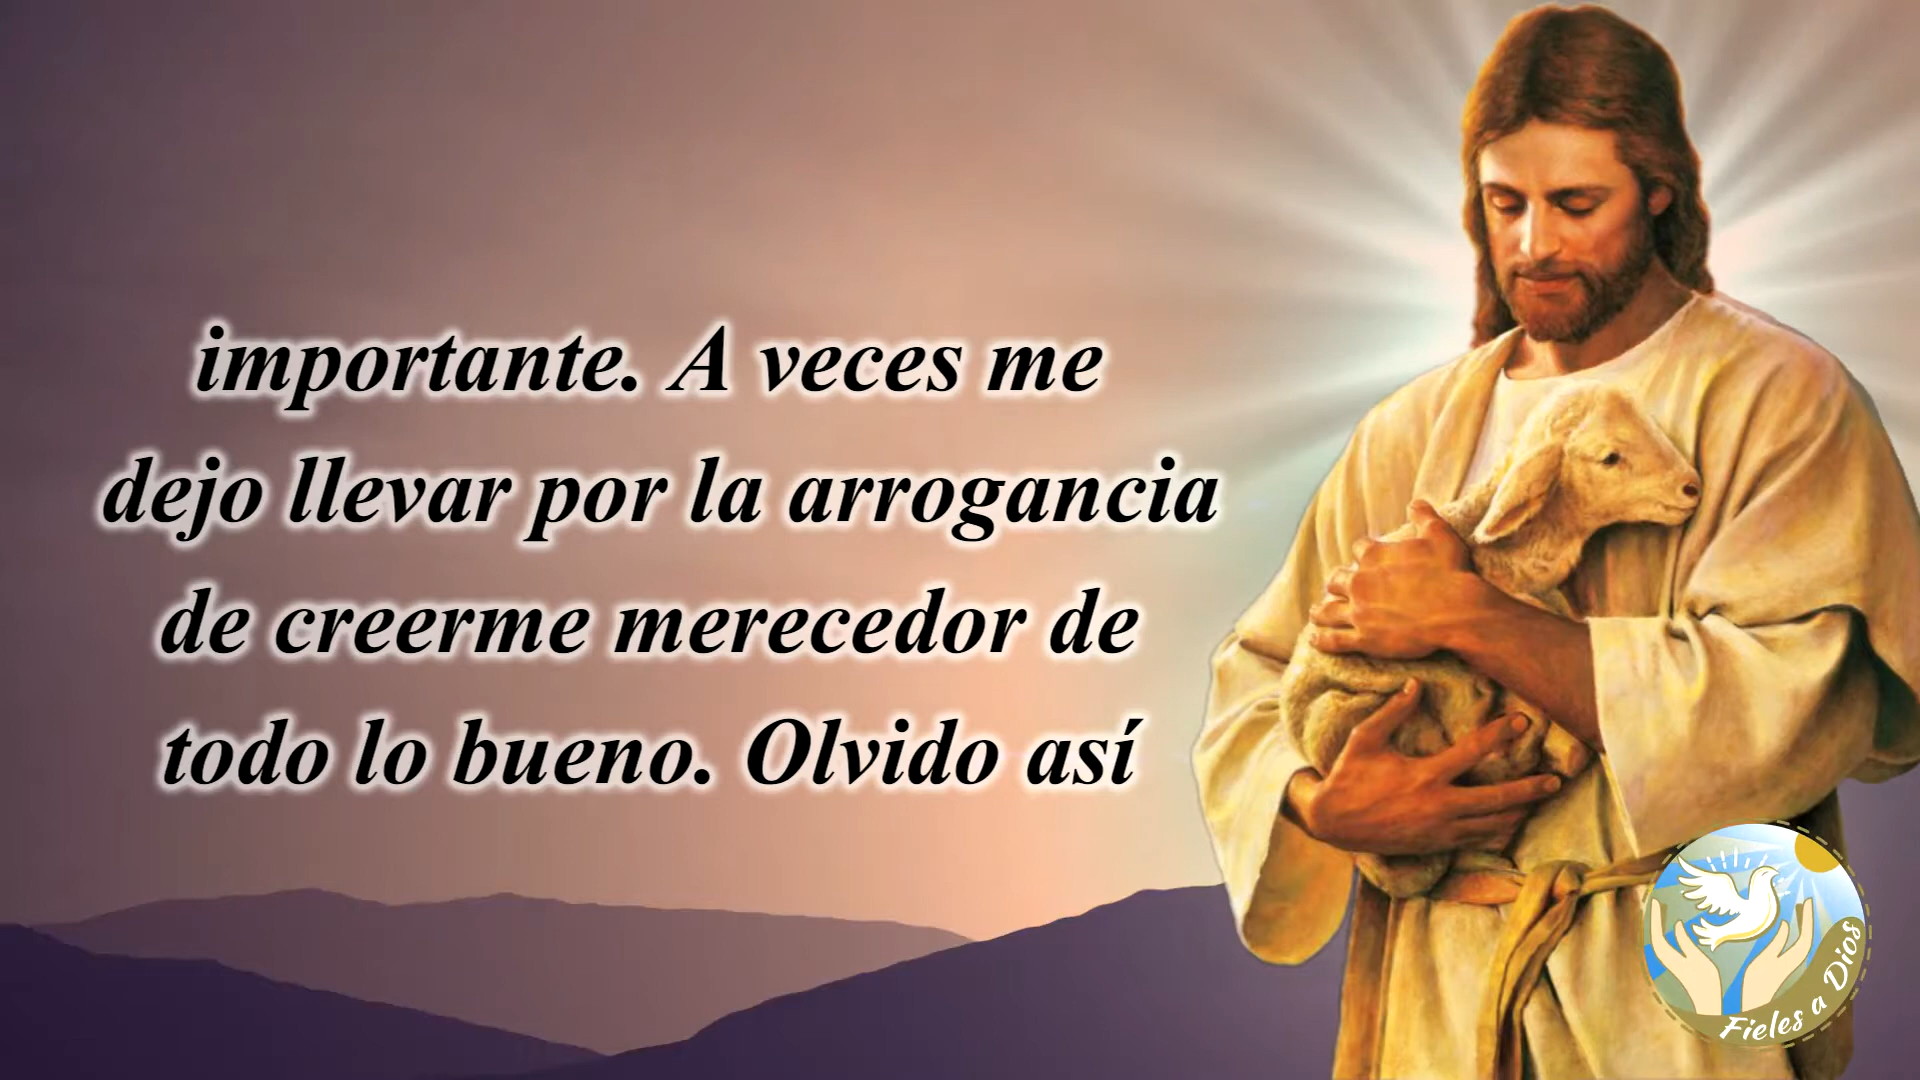 importante. A veces me
dejo llevar por la arrogancia
de creerme merecedor de
todo lo bueno. Olvido así
Fieles a Dios